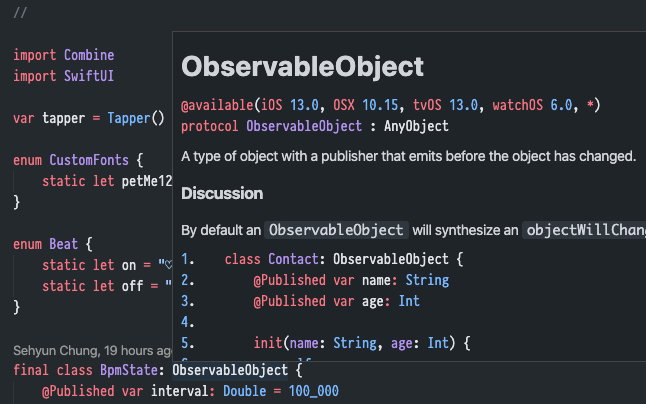 //
import Combine
import SwiftUI
var tapper = Tapper()
enum CustomFonts {
static let petMe12
}
enum Beat {
static let on = "♡
static let off = "
}
Sehyun Chung, 19 hours ago
final class BpmState: ObservableObject {
@Published var interval: Double = 100_000
ObservableObject
@available(iOS 13.0, OSX 10.15, tvOS 13.0, watchOS 6.0, *)
protocol ObservableObject : AnyObject
A type of object with a publisher that emits before the object has changed.
Discussion
By default an ObservableObject will synthesize an objectWillChan
1. class Contact: ObservableObject {
2. @Published var name: String
3. @Published var age: Int
4.
5. init(name: String, age: Int) {